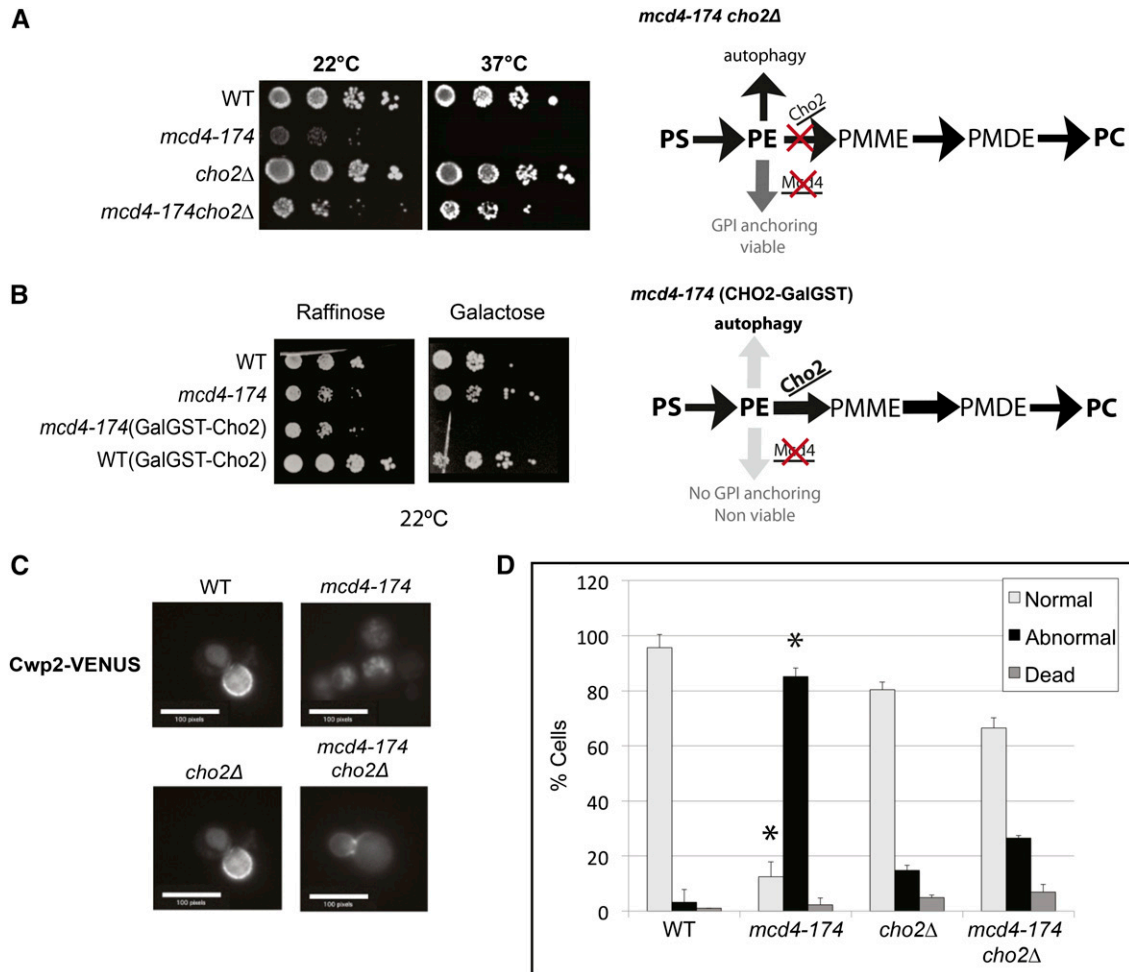 A
22°C
37°C
WT
mcd4-174
cho2Δ
mcd4-174cho2Δ
mcd4-174 cho2Δ
autophagy
Cho2
PS
PE
PMME
PMDE
PC
Mcd4
GPI anchoring
viable
B
Raffinose
Galactose
WT
mcd4-174
mcd4-174(GalGST-Cho2)
WT(GalGST-Cho2)
22ºC
mcd4-174 (CHO2-GalGST)
autophagy
Cho2
PS
PE
PMME
PMDE
PC
Mcd4
No GPI anchoring
Non viable
C
WT
mcd4-174
Cwp2-VENUS
100 pixels
100 pixels
cho2Δ
mcd4-174
cho2Δ
100 pixels
100 pixels
D
120
100
80
60
40
20
0
% Cells
Normal
Abnormal
Dead
*
*
WT
mcd4-174
cho2Δ
mcd4-174
cho2Δ